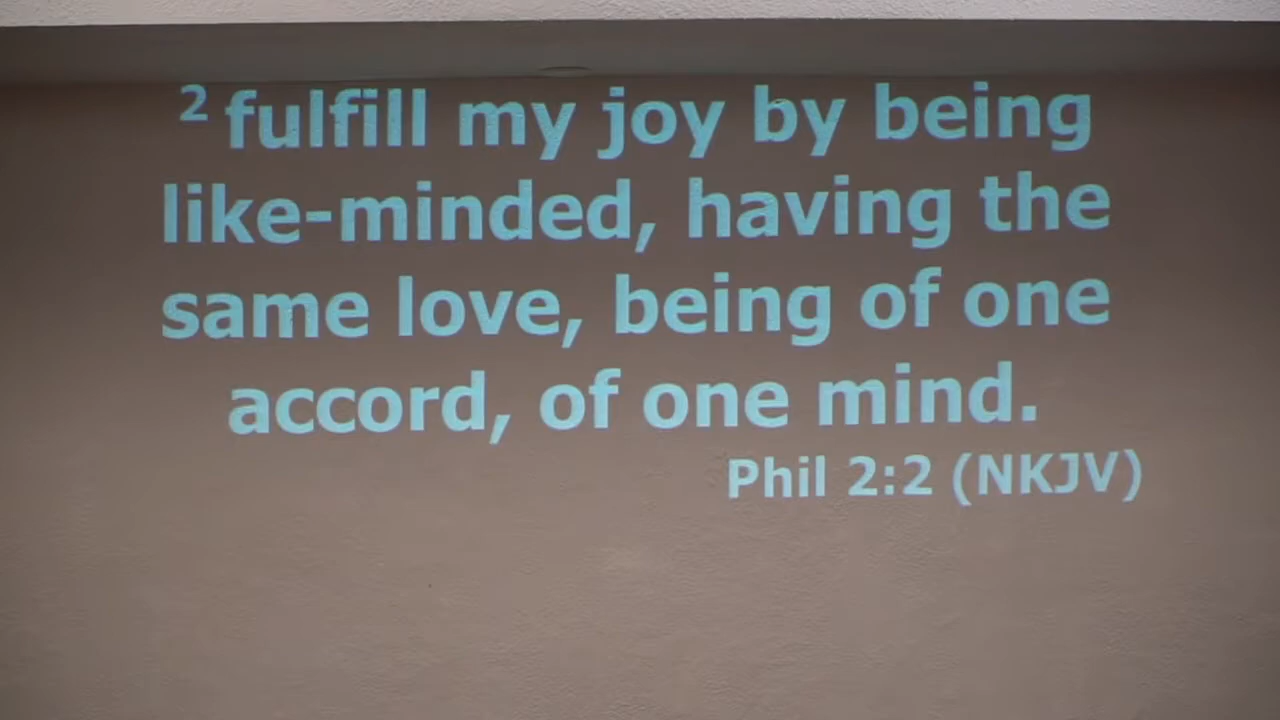 2 fulfill my joy by being
like-minded, having the
same love, being of one
accord, of one mind.
Phil 2:2 (NKJV)